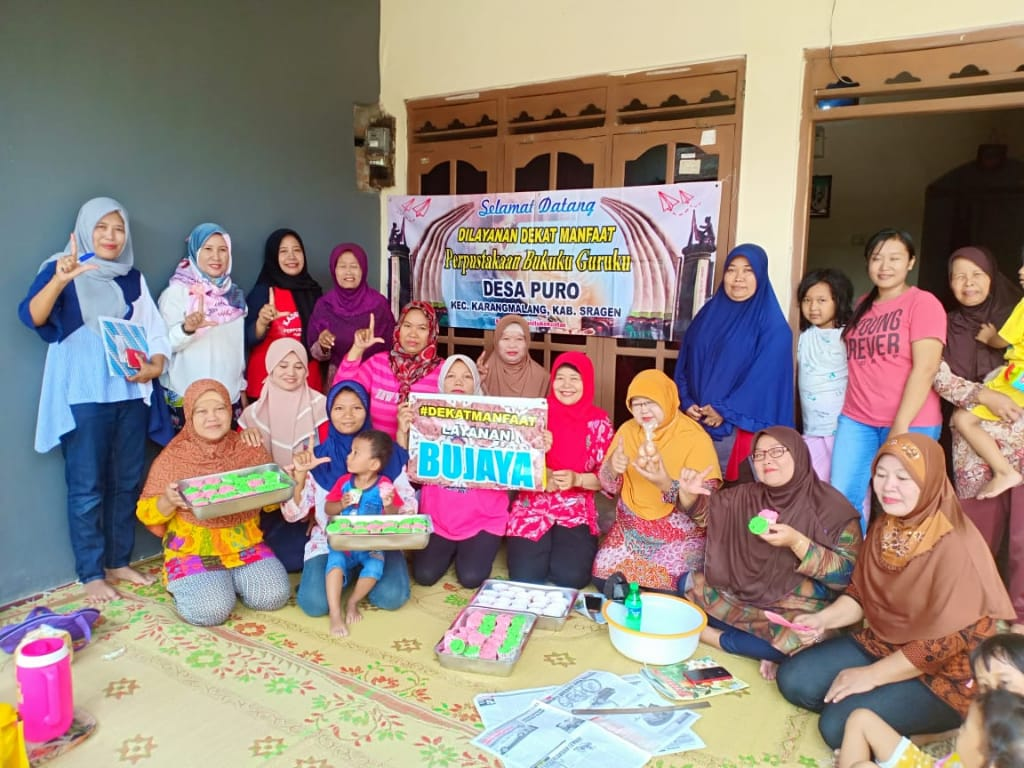 Selamat Datang
DILAYANAN DEKAT MANFAAT
Perpustakaan Bukuku Guruku
DESA PURO
KEC. KARANGMALANG, KAB. SRAGEN
#DEKATMANFAAT
LAYANAN
BUJAYA
YOUNG
FOREVER